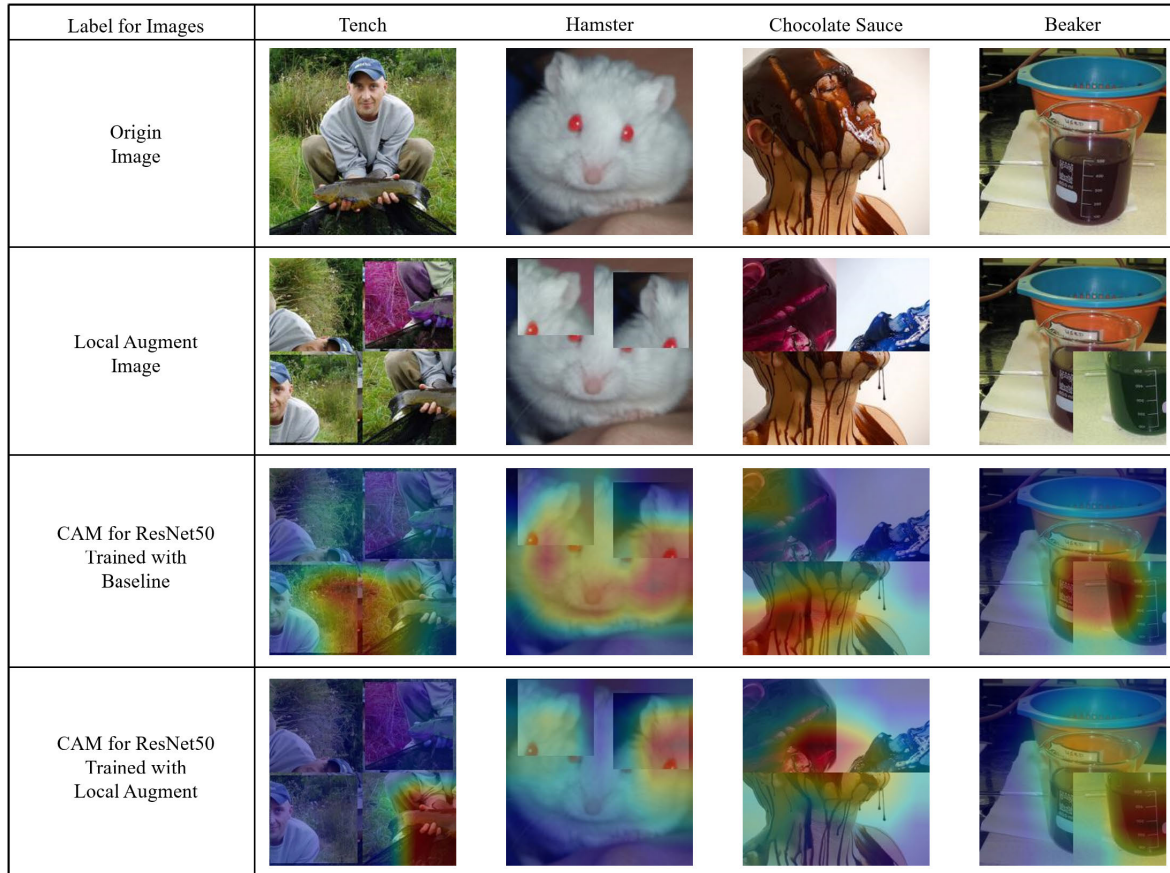 Label for Images
Tench
Hamster
Chocolate Sauce
Beaker
Origin
Image
Local Augment
Image
CAM for ResNet50
Trained with
Baseline
CAM for ResNet50
Trained with
Local Augment